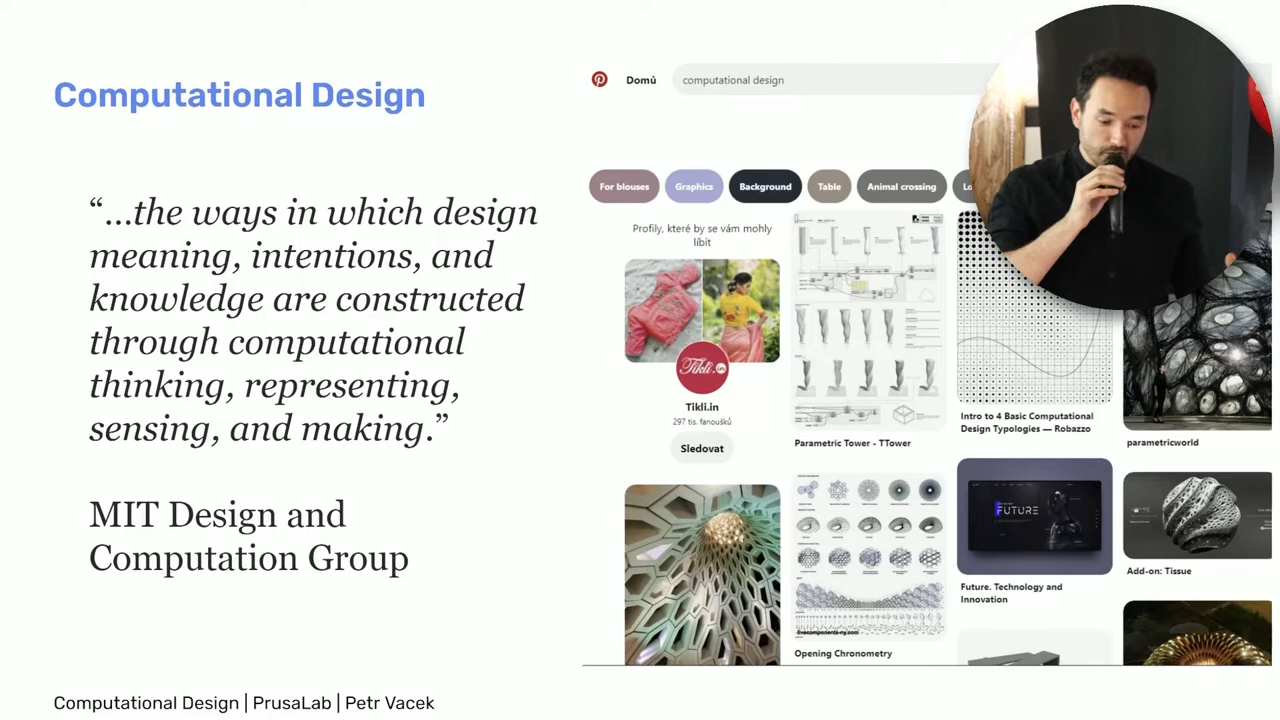 Computational Design
“...the ways in which design
meaning, intentions, and
knowledge are constructed
through computational
thinking, representing,
sensing, and making.”
MIT Design and
Computation Group
Computational Design | PrusaLab | Petr Vacek
Domů
computational design
For blouses
Graphics
Background
Table
Animal crossing
Profily, které by se vám mohly
líbit
Tikli.in
Tikli.in
297 tis. fanoušků
Sledovat
Parametric Tower - TTower
Opening Chronometry
Intro to 4 Basic Computational
Design Typologies — Robazzo
FUTURE
Future. Technology and
Innovation
parametricworld
Add-on: Tissue